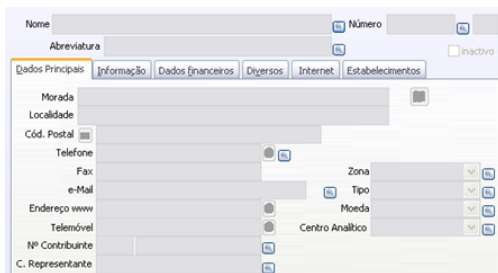 Nome Número
Abreviatura inactivo
Dados Principais Informação Dados financeiros Diversos Internet Estabelecimentos
Morada
Localidade
Cód. Postal
Telefone
Fax Zona
e-Mail Tipo
Endereço www Moeda
Telemóvel Centro Analítico
Nº Contribuinte
C. Representante